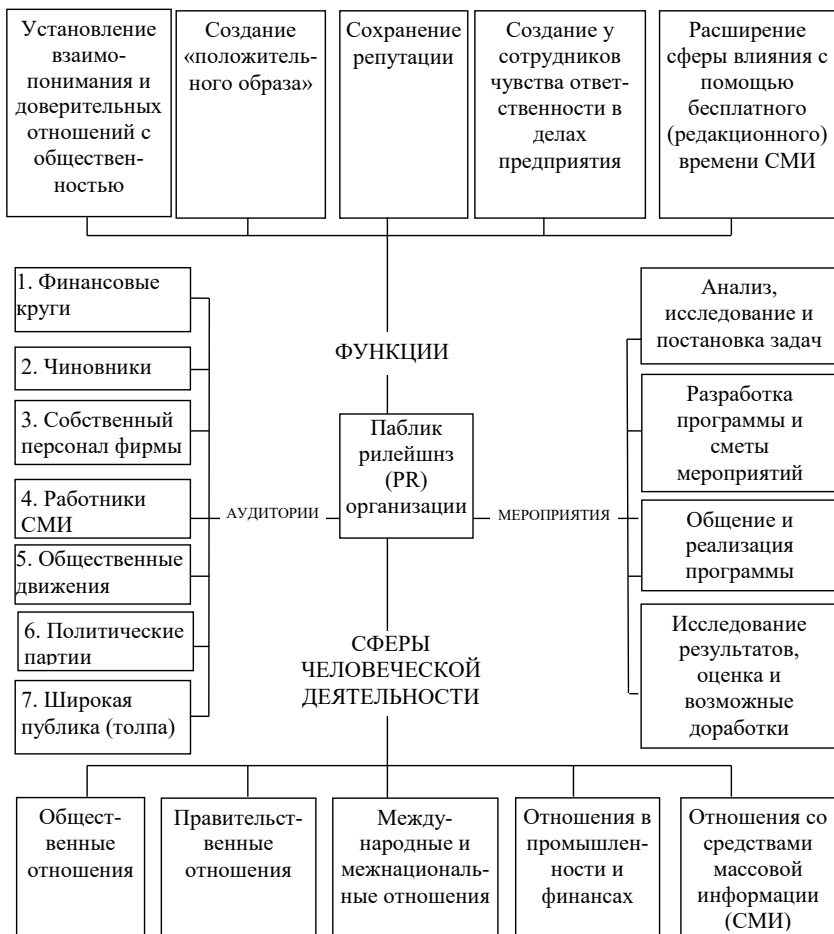 Установление
взаимо-
понимания и
доверительных
отношений с
общественно-
ностью
Создание
«положитель-
ного образа»
Сохранение
репутации
Создание у
сотрудников
чувства ответ-
ственности в
делах
предприятия
Расширение
сферы влияния с
помощью
бесплатного
(редакционного)
времени СМИ
1. Финансовые
круги
2. Чиновники
3. Собственный
персонал фирмы
4. Работники
СМИ
5. Общественные
движения
6. Политические
партии
7. Широкая
публика (толпа)
ФУНКЦИИ
АУДИТОРИИ
Паблик
рилейшнз
(PR)
организации
МЕРОПРИЯТИЯ
СФЕРЫ
ЧЕЛОВЕЧЕСКОЙ
ДЕЯТЕЛЬНОСТИ
Анализ,
исследование и
постановка задач
Разработка
программы и
сметы
мероприятий
Общение и
реализация
программы
Исследование
результатов,
оценка и
возможные
доработки
Общест-
венные
отношения
Правительст-
венные
отношения
Между-
народные и
межнациональ-
ные отношения
Отношения в
промышлен-
ности и
финансах
Отношения со
средствами
массовой
информации
(СМИ)